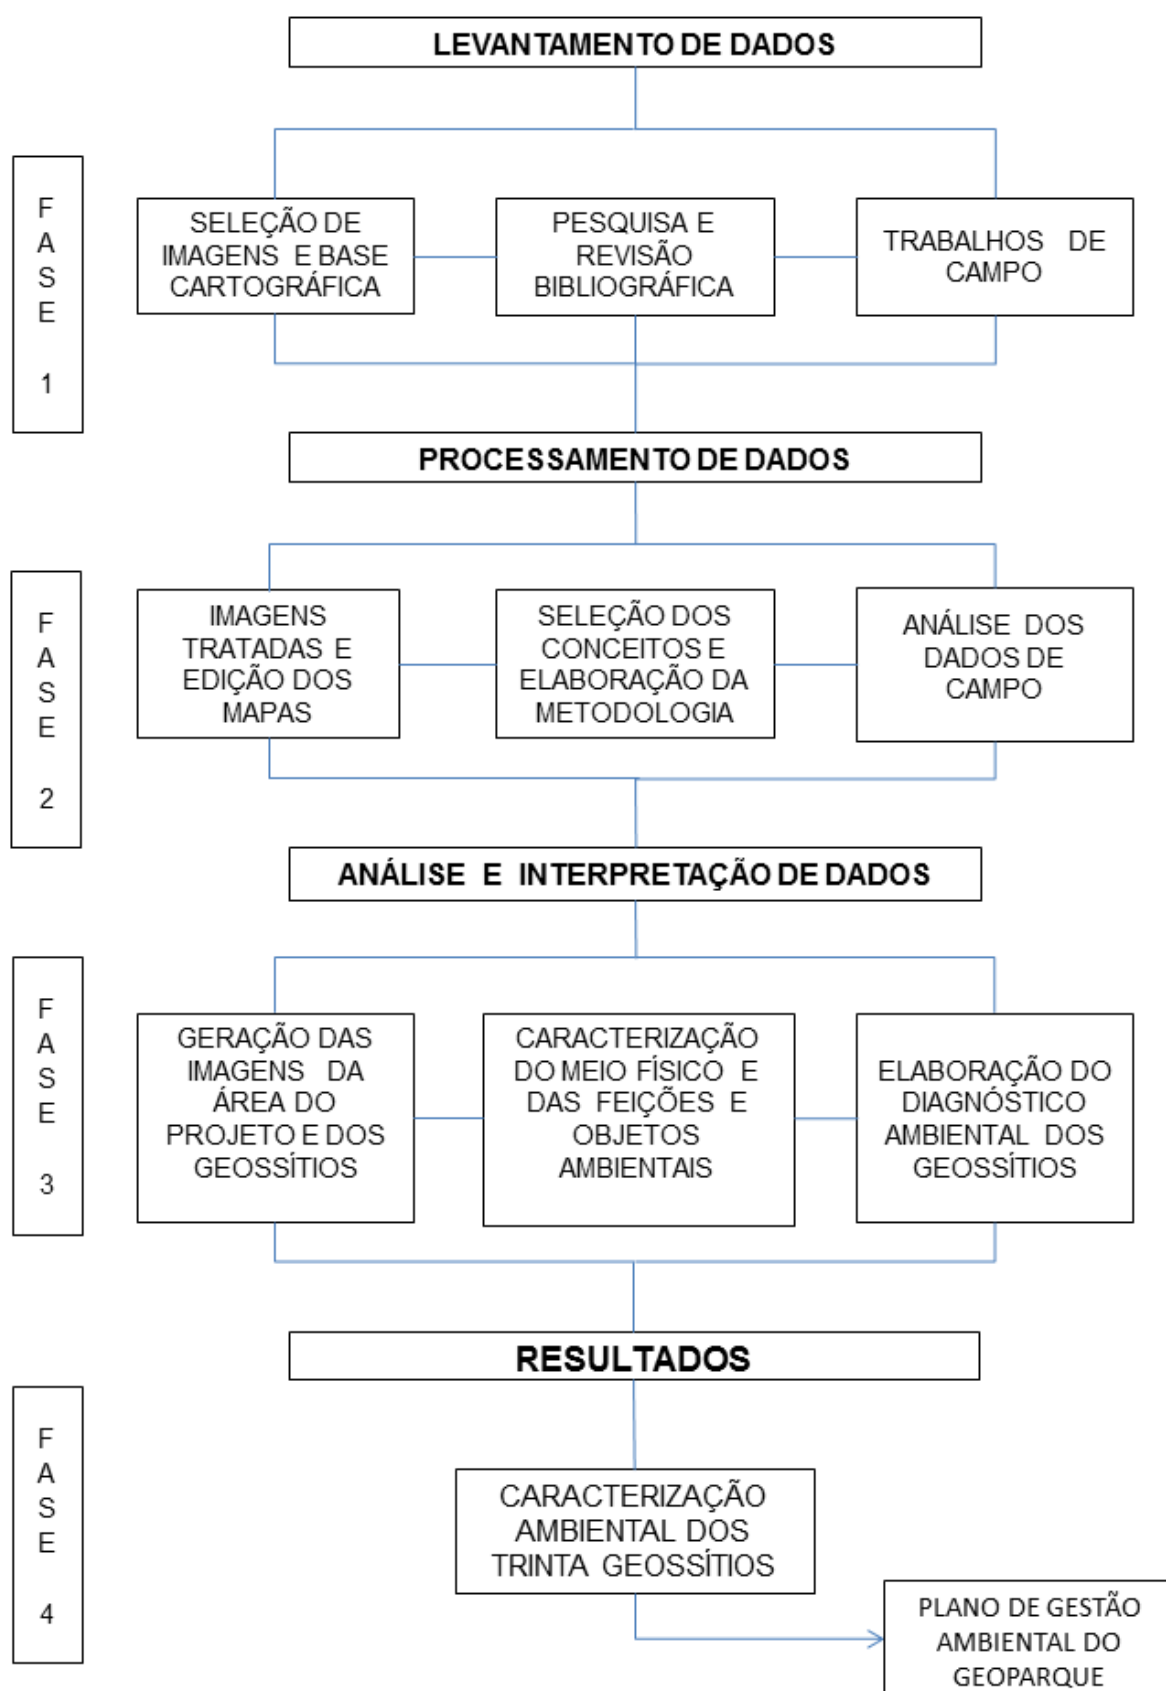 LEVANTAMENTO DE DADOS
F
A
S
E
1
SELEÇÃO DE
IMAGENS E BASE
CARTOGRÁFICA
PESQUISA E
REVISÃO
BIBLIOGRÁFICA
TRABALHOS DE
CAMPO
PROCESSAMENTO DE DADOS
F
A
S
E
2
IMAGENS
TRATADAS E
EDIÇÃO DOS
MAPAS
SELEÇÃO DOS
CONCEITOS E
ELABORAÇÃO DA
METODOLOGIA
ANÁLISE DOS
DADOS DE
CAMPO
ANÁLISE E INTERPRETAÇÃO DE DADOS
F
A
S
E
3
GERAÇÃO DAS
IMAGENS DA
ÁREA DO
PROJETO E DOS
GEOSSÍTIOS
CARACTERIZAÇÃO
DO MEIO FÍSICO E
DAS FEIÇÕES E
OBJETOS
AMBIENTAIS
ELABORAÇÃO DO
DIAGNÓSTICO
AMBIENTAL DOS
GEOSSÍTIOS
RESULTADOS
F
A
S
E
4
CARACTERIZAÇÃO
AMBIENTAL DOS
TRINTA GEOSSÍTIOS
PLANO DE GESTÃO
AMBIENTAL DO
GEOPARQUE